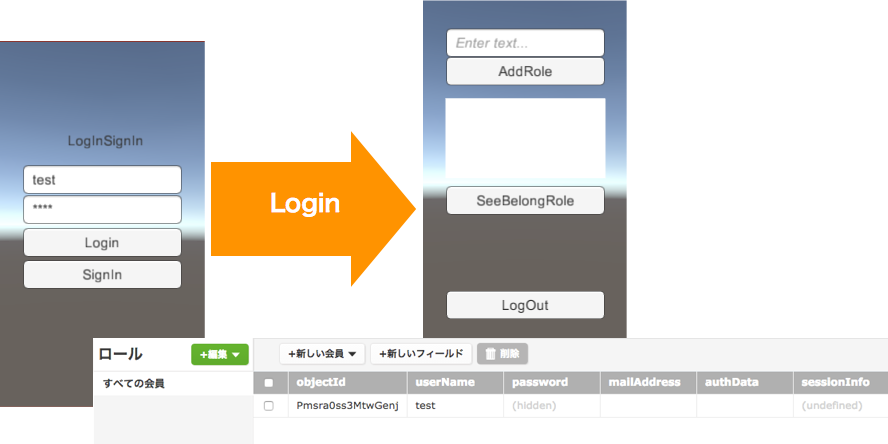 LogInSignIn
test
****
Login
SignIn
Login
Enter text...
AddRole
SeeBelongRole
LogOut
ロール
+編集
すべての会員
+新しい会員
+新しいフィールド
削除
objectId userName password mailAddress authData sessionInfo
Pmsra0ss3MtwGenj test (hidden) (undefined)